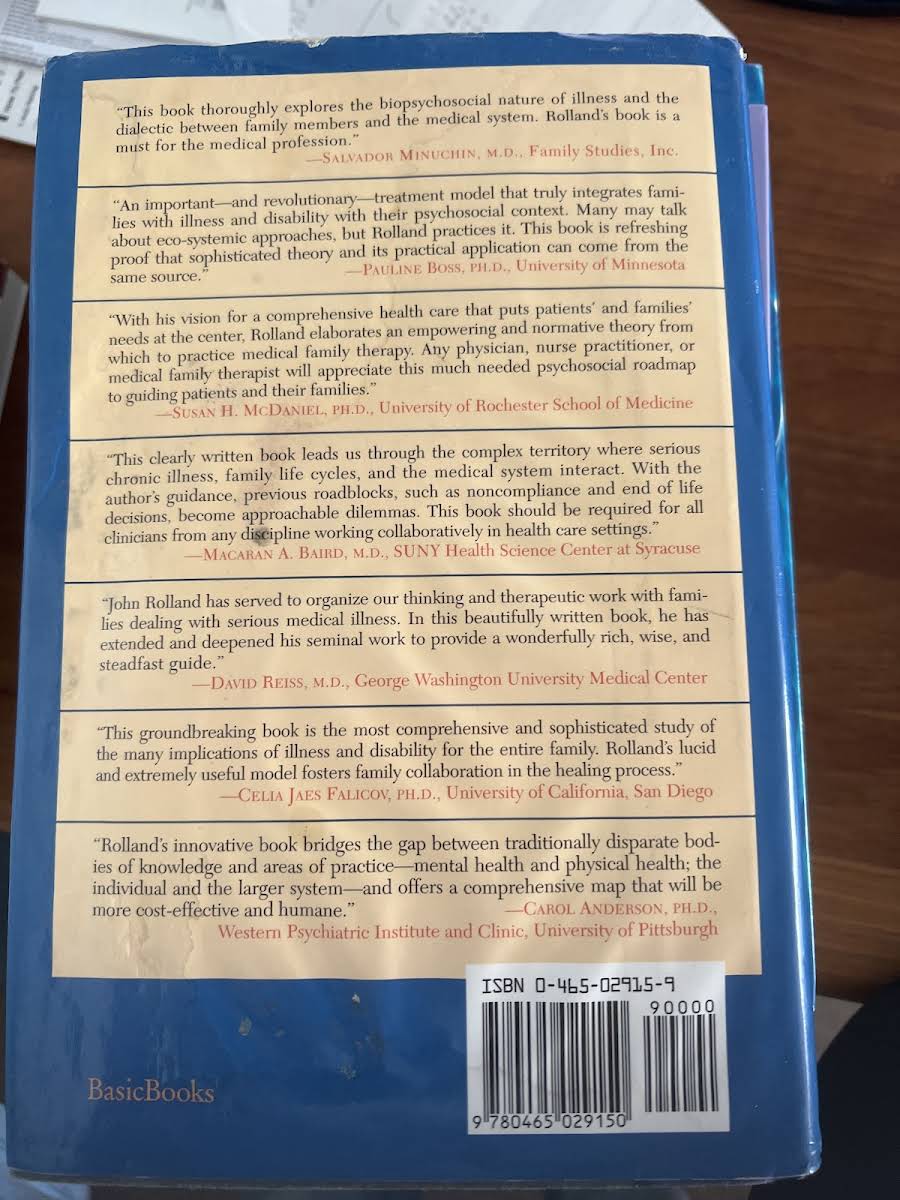 “This book thoroughly explores the biopsychosocial nature of illness and the
dialectic between family members and the medical system. Rolland’s book is a
must for the medical profession.”
—SALVADOR MINUCHIN, M.D., Family Studies, Inc.
“An important—and revolutionary—treatment model that truly integrates fami-
lies with illness and disability with their psychosocial context. Many may talk
about eco-systemic approaches, but Rolland practices it. This book is refreshing
proof that sophisticated theory and its practical application can come from the
same source.” —PAULINE BOSS, PH.D., University of Minnesota
“With his vision for a comprehensive health care that puts patients’ and families’
needs at the center, Rolland elaborates an empowering and normative theory from
which to practice medical family therapy. Any physician, nurse practitioner, or
medical family therapist will appreciate this much needed psychosocial roadmap
to guiding patients and their families.”
—SUSAN H. MCDANIEL, PH.D., University of Rochester School of Medicine
“This clearly written book leads us through the complex territory where serious
chronic illness, family life cycles, and the medical system interact. With the
author’s guidance, previous roadblocks, such as noncompliance and end of life
decisions, become approachable dilemmas. This book should be required for all
clinicians from any discipline working collaboratively in health care settings.”
—MACARAN A. BAIRD, M.D., SUNY Health Science Center at Syracuse
“John Rolland has served to organize our thinking and therapeutic work with fami-
lies dealing with serious medical illness. In this beautifully written book, he has
extended and deepened his seminal work to provide a wonderfully rich, wise, and
steadfast guide.”
—DAVID REISS, M.D., George Washington University Medical Center
“This groundbreaking book is the most comprehensive and sophisticated study of
the many implications of illness and disability for the entire family. Rolland’s lucid
and extremely useful model fosters family collaboration in the healing process.”
—CELIA JAES FALICOV, PH.D., University of California, San Diego
“Rolland’s innovative book bridges the gap between traditionally disparate bod-
ies of knowledge and areas of practice—mental health and physical health; the
individual and the larger system—and offers a comprehensive map that will be
more cost-effective and humane.” —CAROL ANDERSON, PH.D.,
Western Psychiatric Institute and Clinic, University of Pittsburgh
ISBN 0-465-02915-9
90000
9 780465 029150
BasicBooks